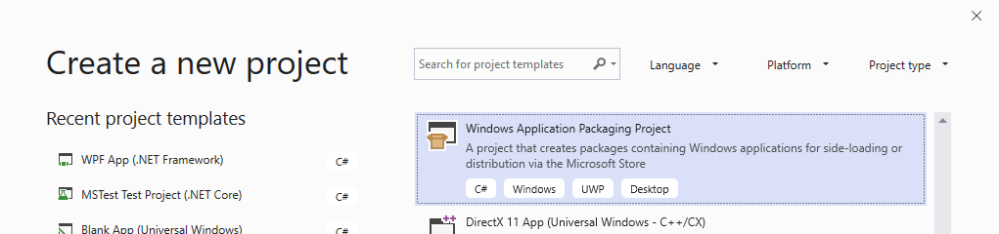 Create a new project
Search for project templates
Language
Platform
Project type
Recent project templates
WPF App (.NET Framework)
C#
MSTest Test Project (.NET Core)
C#
Blank App (Universal Windows)
C#
Windows Application Packaging Project
A project that creates packages containing Windows applications for side-loading or
distribution via the Microsoft Store
C#
Windows
UWP
Desktop
DirectX 11 App (Universal Windows - C++/CX)